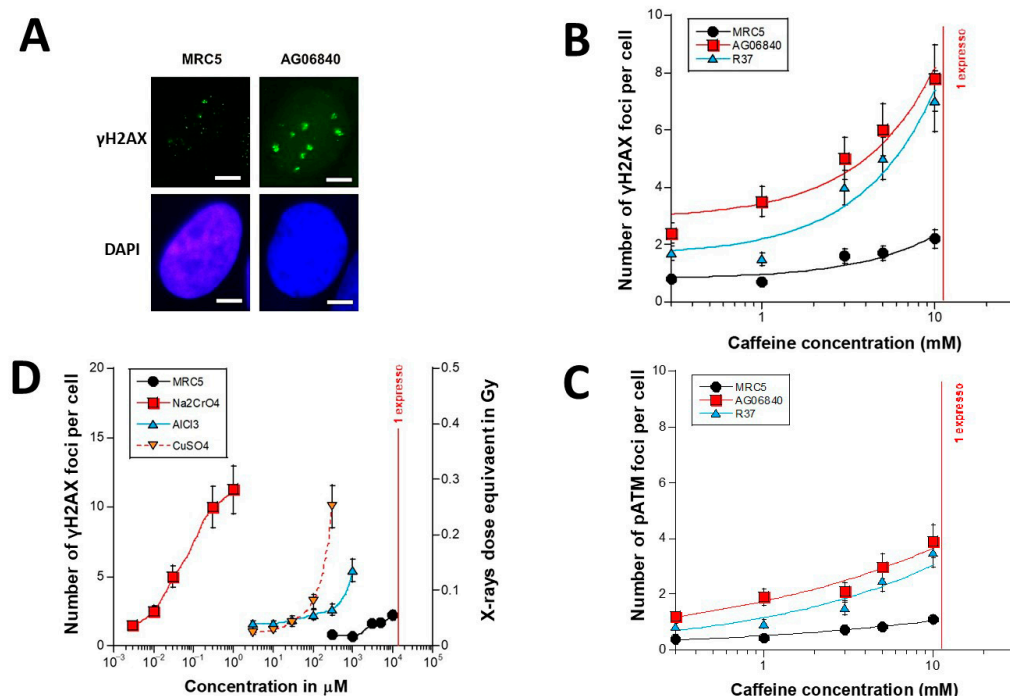 A
MRC5 AG06840
γH2AX
DAPI
B
Number of γH2AX foci per cell
10
8
6
4
2
0
MRC5
AG06840
R37
1 expresso
1 10
Caffeine concentration (mM)
D
Number of γH2AX foci per cell
20
15
10
5
0
MRC5
Na2CrO4
AlCl3
CuSO4
1 expresso
0.5
0.4
0.3
0.2
0.1
0
X-rays dose equivaent in Gy
10⁻³ 10⁻² 10⁻¹ 10⁰ 10¹ 10² 10³ 10⁴ 10⁵
Concentration in μM
C
Number of pATM foci per cell
10
8
6
4
2
0
MRC5
AG06840
R37
1 expresso
1 10
Caffeine concentration (mM)